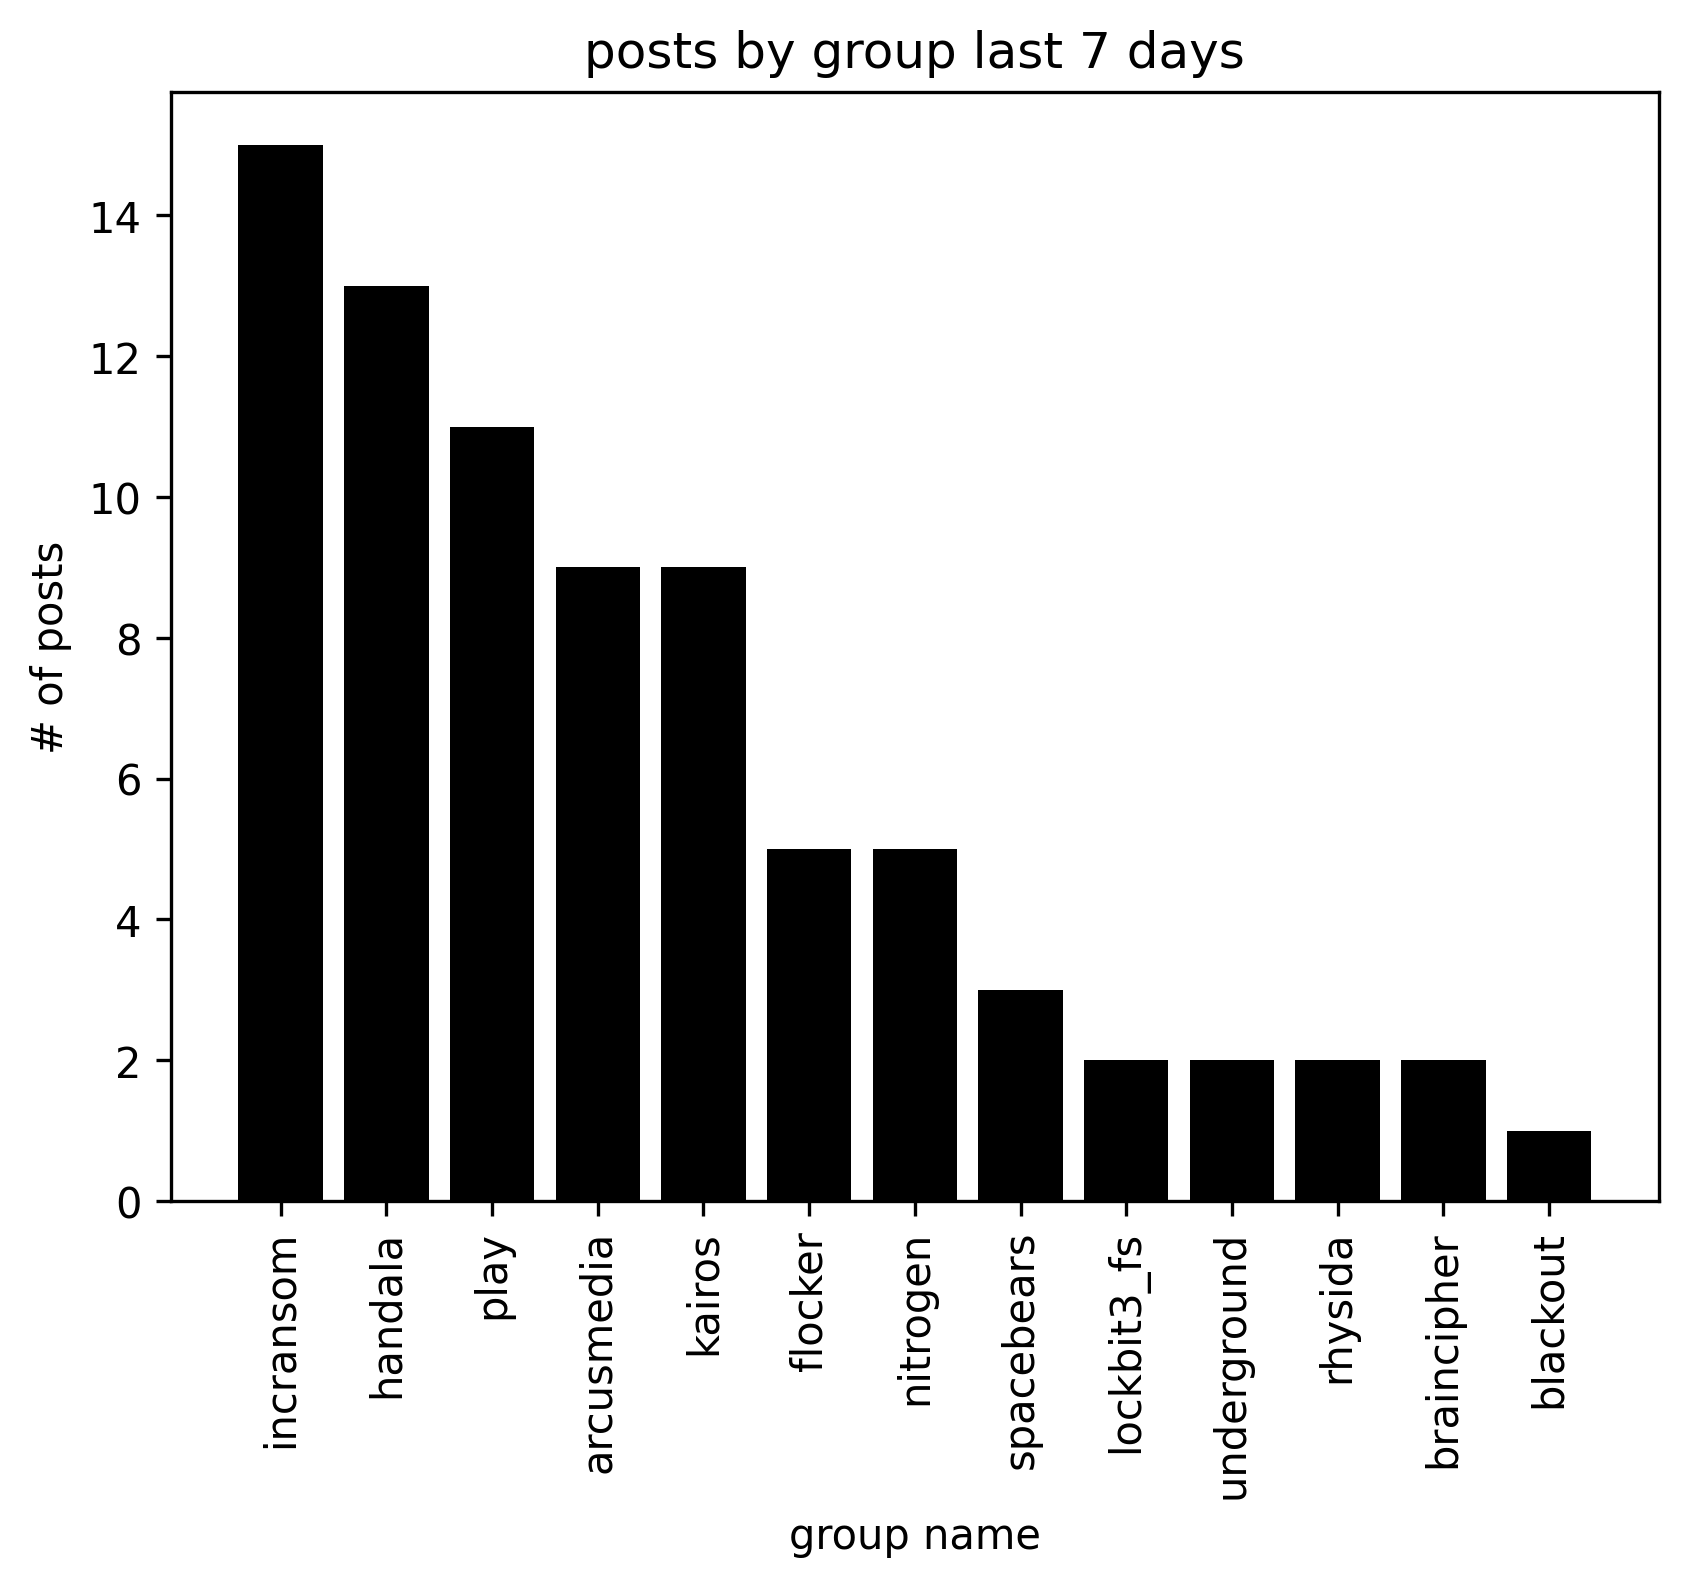 posts by group last 7 days
# of posts
14
12
10
8
6
4
2
0
incransom
handala
play
arcusmedia
kairos
flocker
nitrogen
spacebears
lockbit3_fs
underground
rhysida
braincipher
blackout
group name